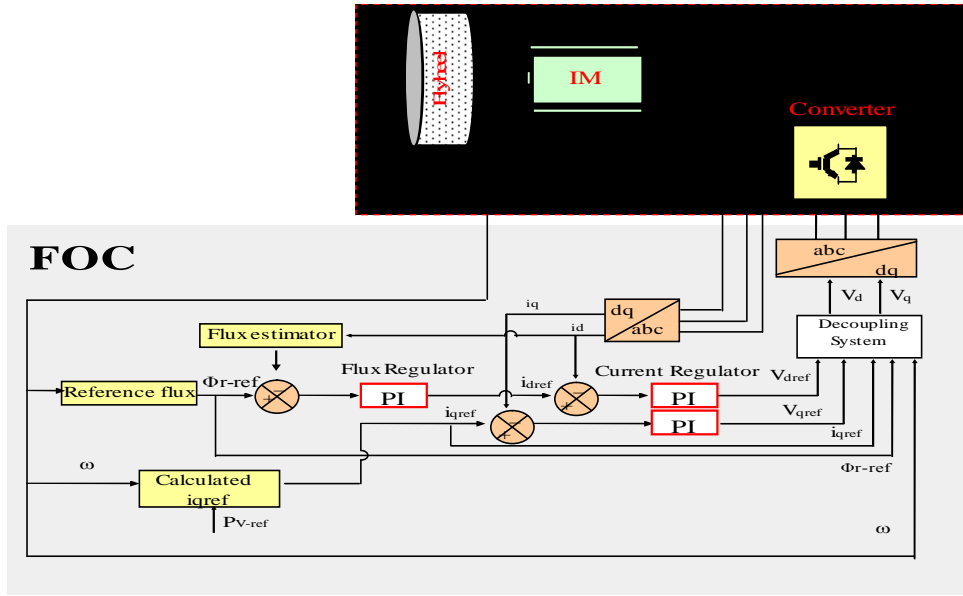 Flyheel
IM
Converter
FOC
abc
dq
Vd
Vq
iq
dq
abc
id
Decoupling
System
Flux estimator
Flux Regulator
Current Regulator
Vdref
Reference flux
Φr-ref
PI
idref
PI
iqref
PI
Vqref
iqref
Φr-ref
ω
Calculated
iqref
PV-ref
ω